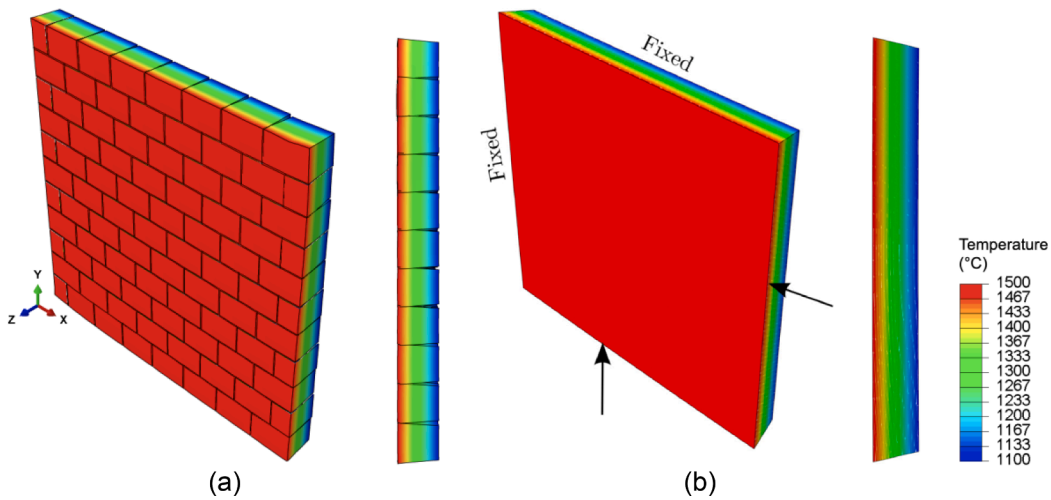 Fixed
Fixed
Y
Z
X
Temperature
(°C)
1500
1467
1433
1400
1367
1333
1300
1267
1233
1200
1167
1133
1100
(a)
(b)